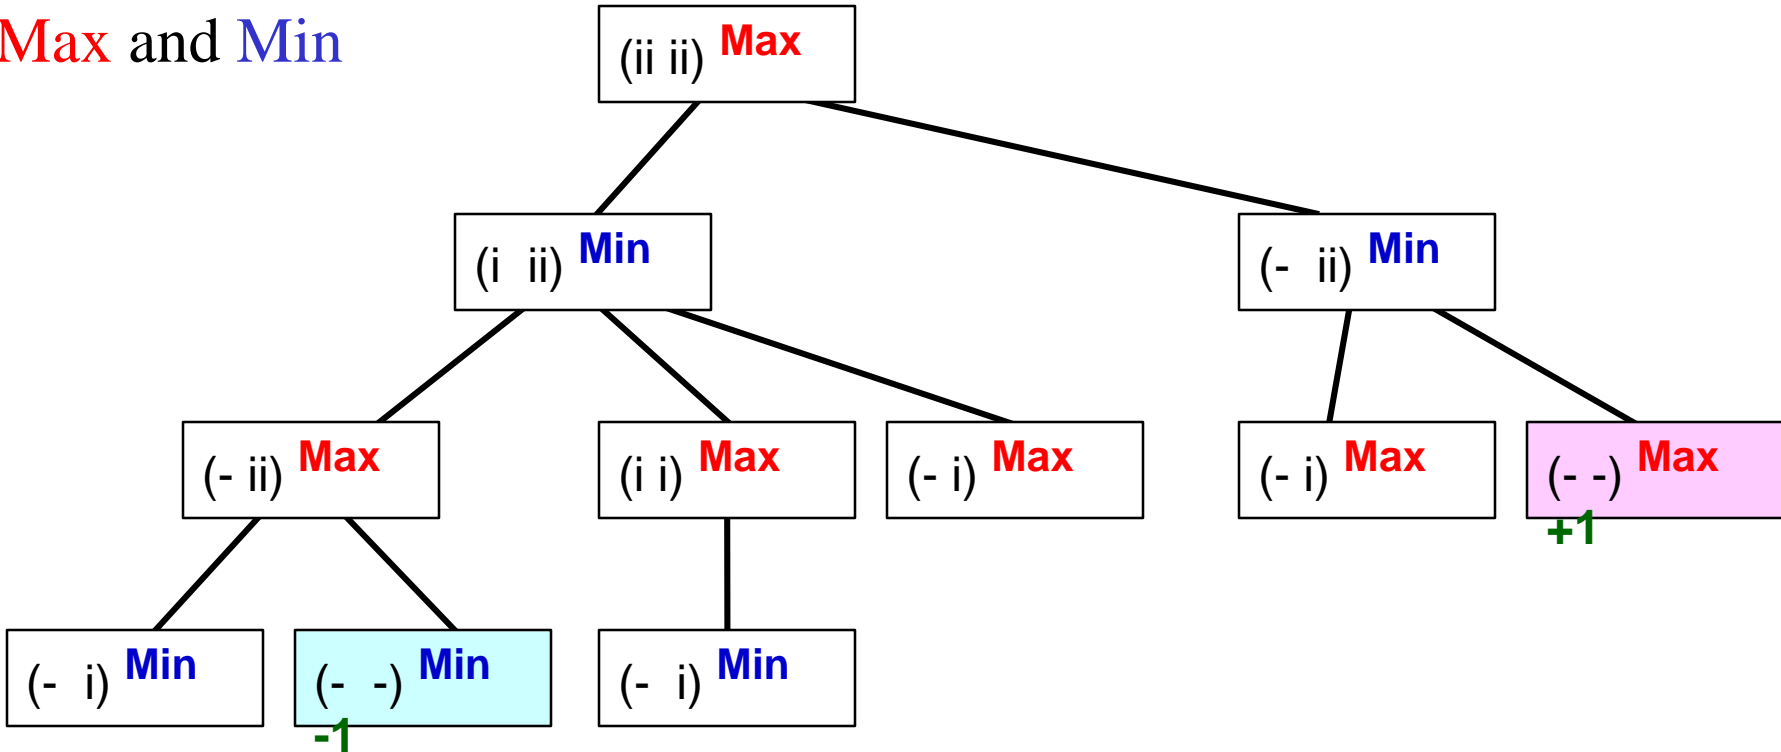 Max and Min
(ii ii) Max
(i ii) Min
(- ii) Min
(- ii) Max
(i i) Max
(- i) Max
(- i) Max
(- -) Max
+1
(- i) Min
(- -) Min
-1
(- i) Min